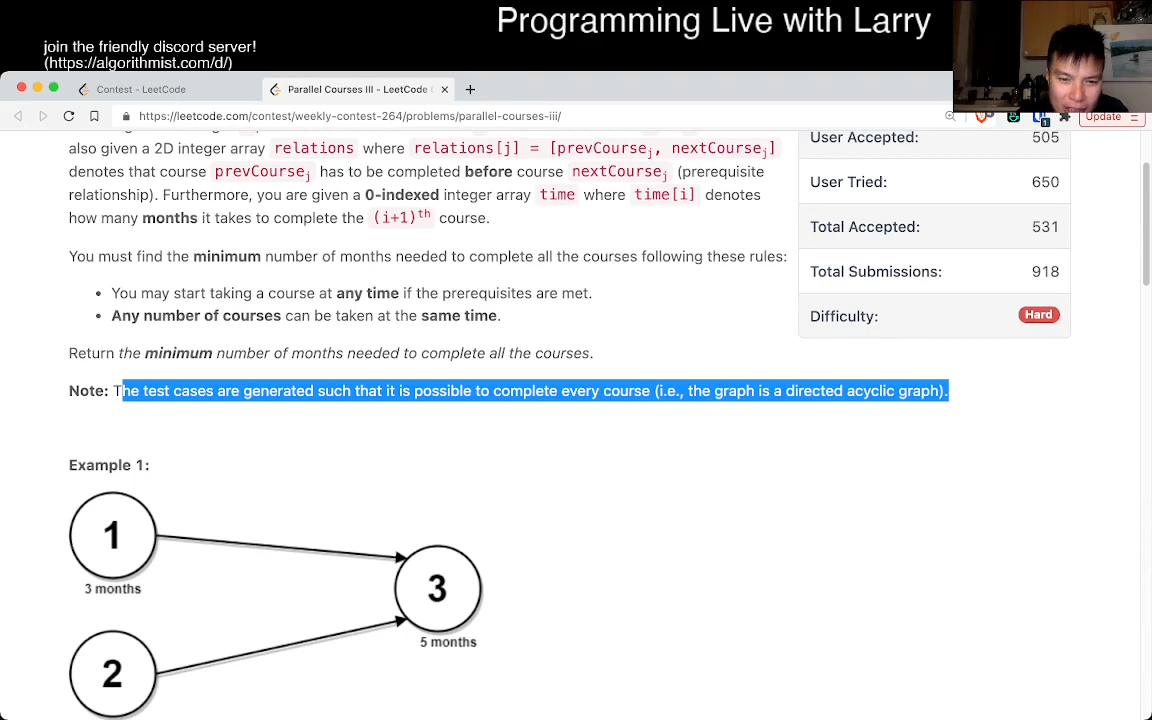 Programming Live with Larry
join the friendly discord server!
(https://algorithmist.com/d/)
Contest - LeetCode
Parallel Courses III - LeetCode
https://leetcode.com/contest/weekly-contest-264/problems/parallel-courses-iii/
Update
also given a 2D integer array relations where relations[j] = [prevCoursej, nextCoursej]
denotes that course prevCoursej has to be completed before course nextCoursej (prerequisite
relationship). Furthermore, you are given a 0-indexed integer array time where time[i] denotes
how many months it takes to complete the (i+1)th course.
You must find the minimum number of months needed to complete all the courses following these rules:
• You may start taking a course at any time if the prerequisites are met.
• Any number of courses can be taken at the same time.
Return the minimum number of months needed to complete all the courses.
Note: The test cases are generated such that it is possible to complete every course (i.e., the graph is a directed acyclic graph).
User Accepted: 505
User Tried: 650
Total Accepted: 531
Total Submissions: 918
Difficulty: Hard
Example 1:
1
3 months
3
5 months
2